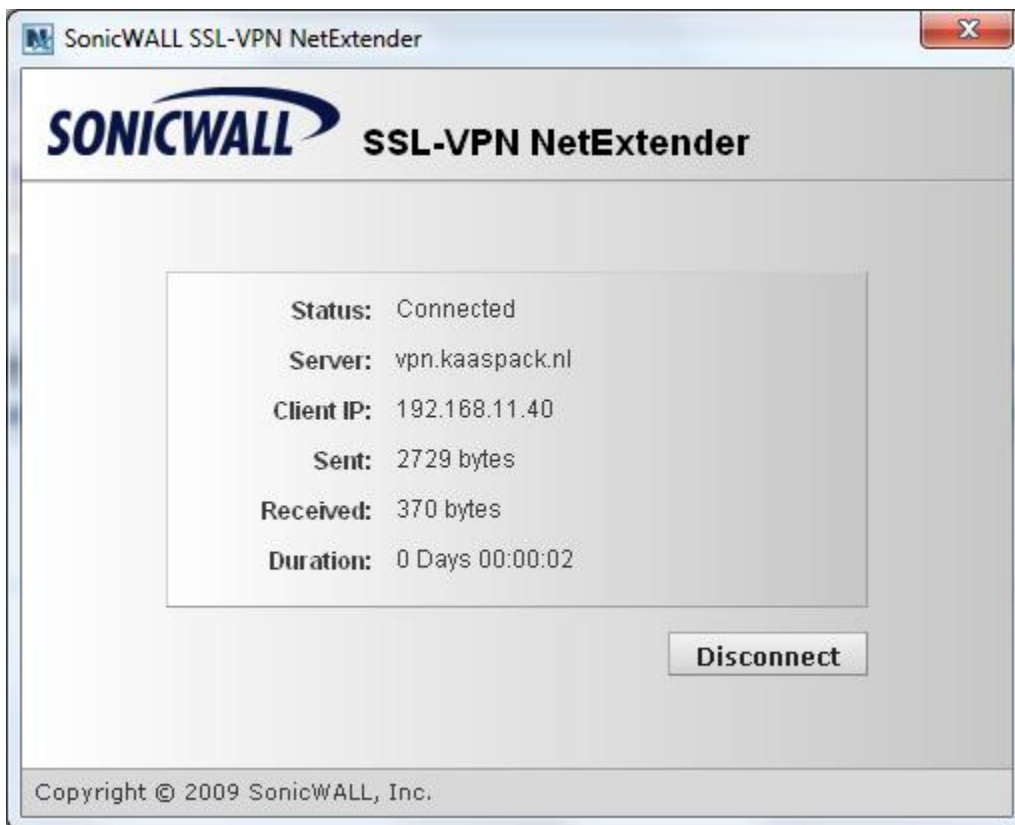 SonicWALL SSL-VPN NetExtender
SONICWALL SSL-VPN NetExtender
Status: Connected
Server: vpn.kaaspack.nl
Client IP: 192.168.11.40
Sent: 2729 bytes
Received: 370 bytes
Duration: 0 Days 00:00:02
Disconnect
Copyright © 2009 SonicWALL, Inc.